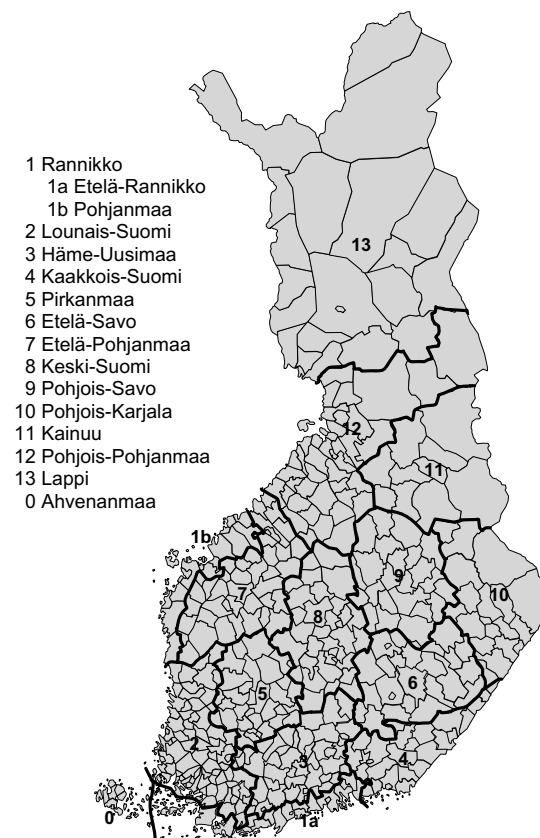 1 Rannikko
1a Etelä-Rannikko
1b Pohjanmaa
2 Lounais-Suomi
3 Häme-Uusimaa
4 Kaakkois-Suomi
5 Pirkanmaa
6 Etelä-Savo
7 Etelä-Pohjanmaa
8 Keski-Suomi
9 Pohjois-Savo
10 Pohjois-Karjala
11 Kainuu
12 Pohjois-Pohjanmaa
13 Lappi
0 Ahvenanmaa
13
12
11
1b
9
7
10
8
6
5
2
3
4
0
1a